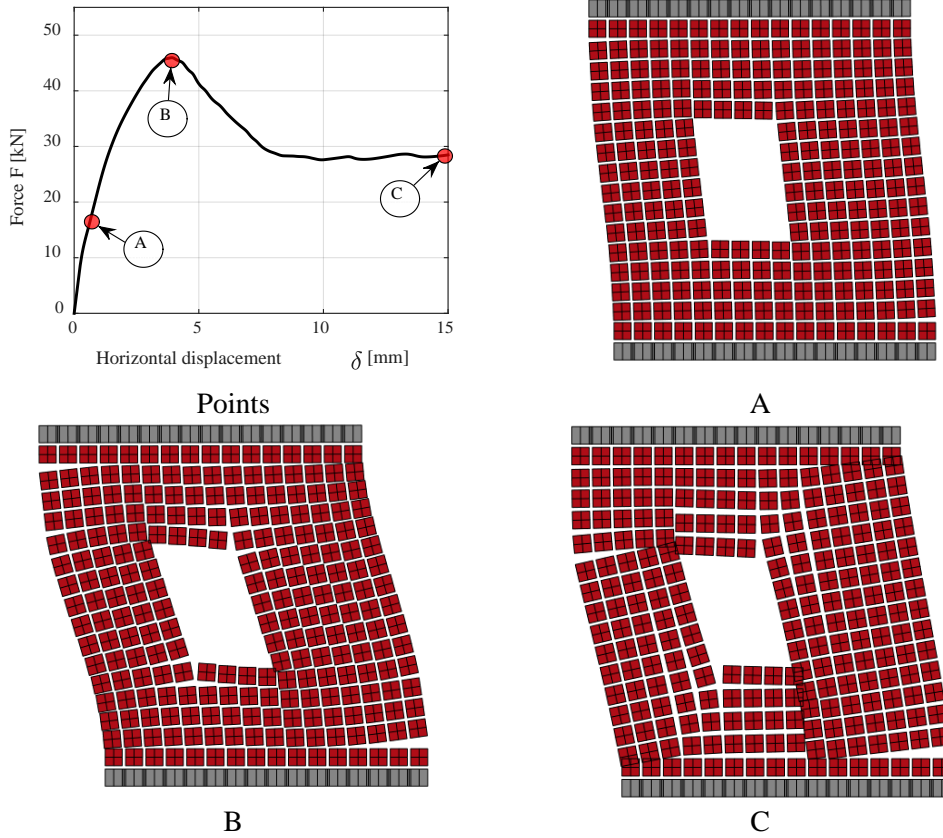 50
40
30
20
10
0
Force F [kN]
B
C
A
0
5
10
15
Horizontal displacement δ [mm]
Points
A
B
C